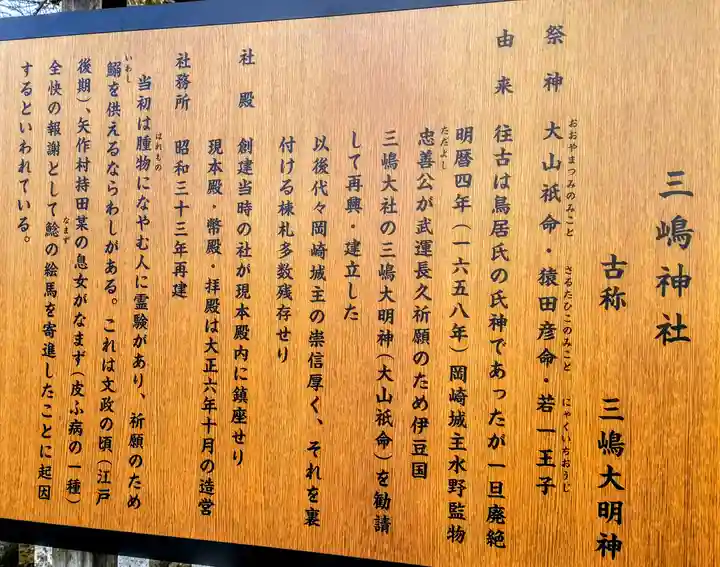 三嶋神社
古称 三嶋大明神
祭神 大山祇命・猿田彦命・若一王子
おおやまつみのみこと さるたひこのみこと にゃくいちおうじ
由来 往古は鳥居氏の氏神であったが一旦廃絶
明暦四年(一六五八年)岡崎城主水野監物
忠善公が武運長久祈願のため伊豆国
ただよし
三嶋大社の三嶋大明神(大山祇命)を勧請
して再興・建立した
以後代々岡崎城主の崇信厚く、それを裏
付ける棟札多数残存せり
社殿 創建当時の社が現本殿内に鎮座せり
現本殿・幣殿・拝殿は大正六年十月の造営
社務所 昭和三十三年再建
当初は腫物になやむ人に霊験があり、祈願のため
はれもの
鰯を供えるならわしがある。これは文政の頃(江戸
いわし
後期)、矢作村持田某の息女がなまず(皮ふ病の一種)
全快の報謝として鯰の絵馬を寄進したことに起因
なまず
するといわれている。